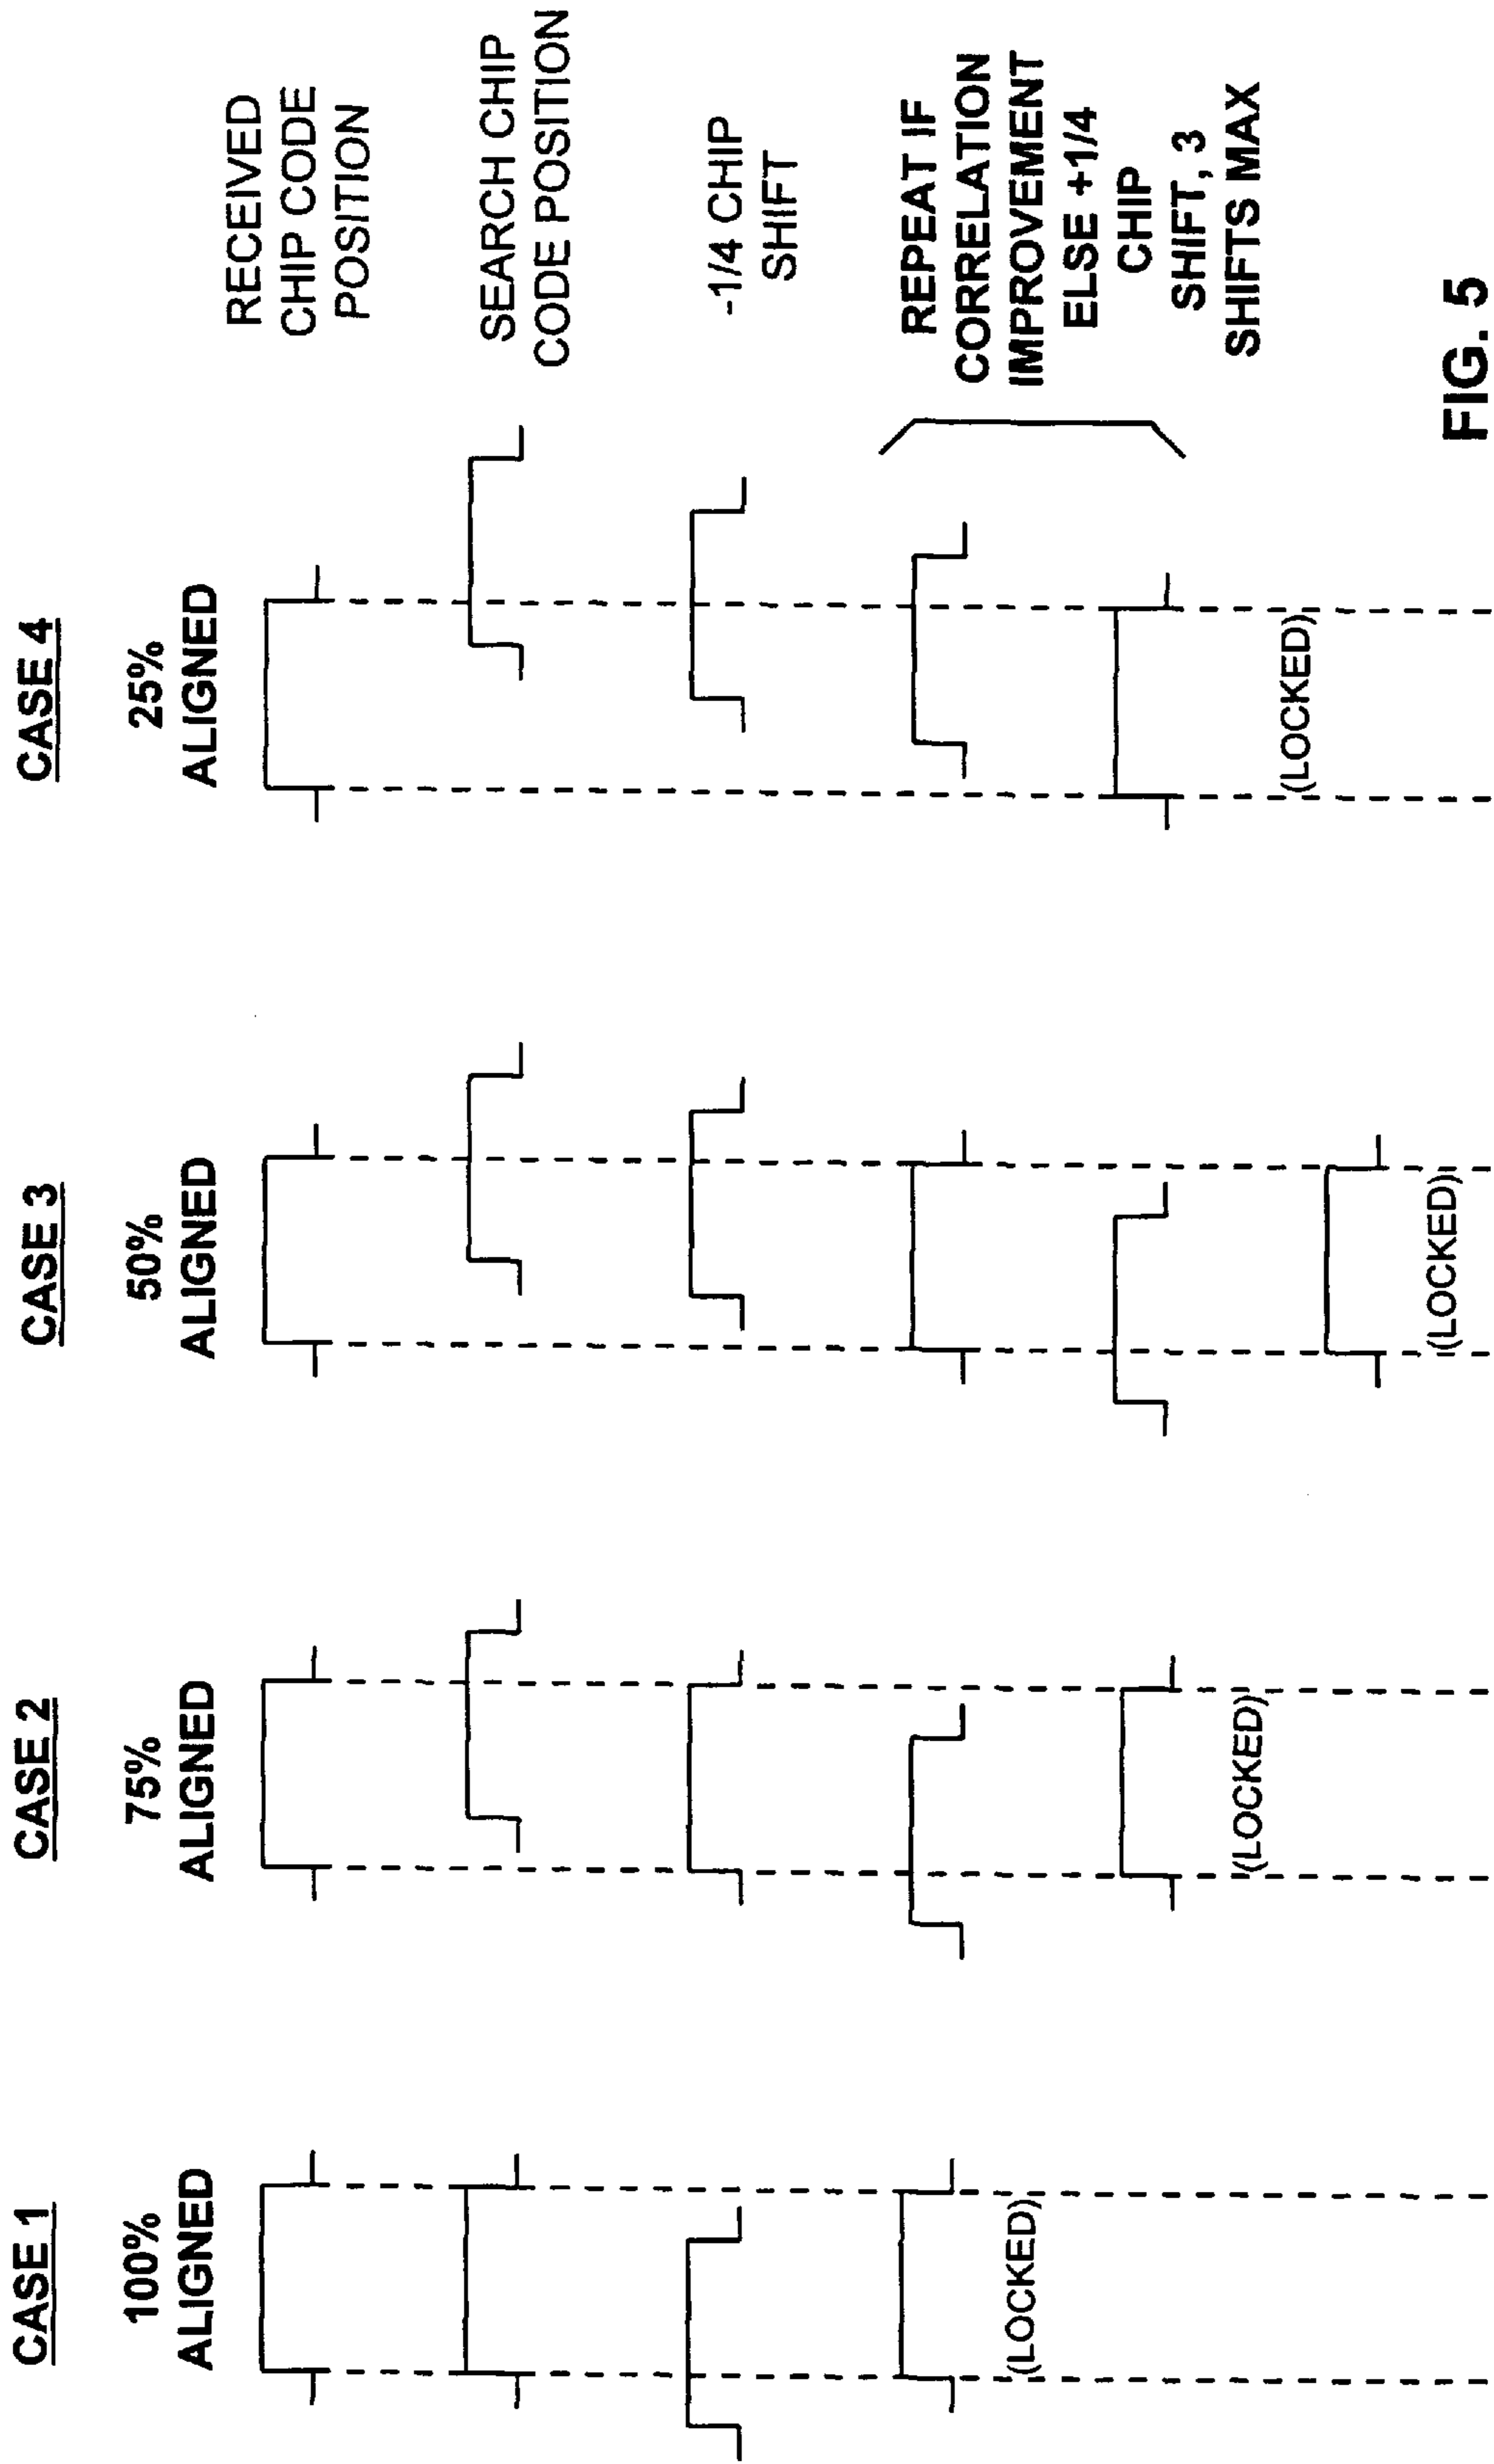 CASE 1
CASE 2
CASE 3
CASE 4
100%
ALIGNED
75%
ALIGNED
50%
ALIGNED
25%
ALIGNED
RECEIVED
CHIP CODE
POSITION
SEARCH CHIP
CODE POSITION
-1/4 CHIP
SHIFT
REPEAT IF
CORRELATION
IMPROVEMENT
ELSE +1/4
CHIP
SHIFT, 3
SHIFTS MAX
(LOCKED)
(LOCKED)
(LOCKED)
(LOCKED)
FIG. 5